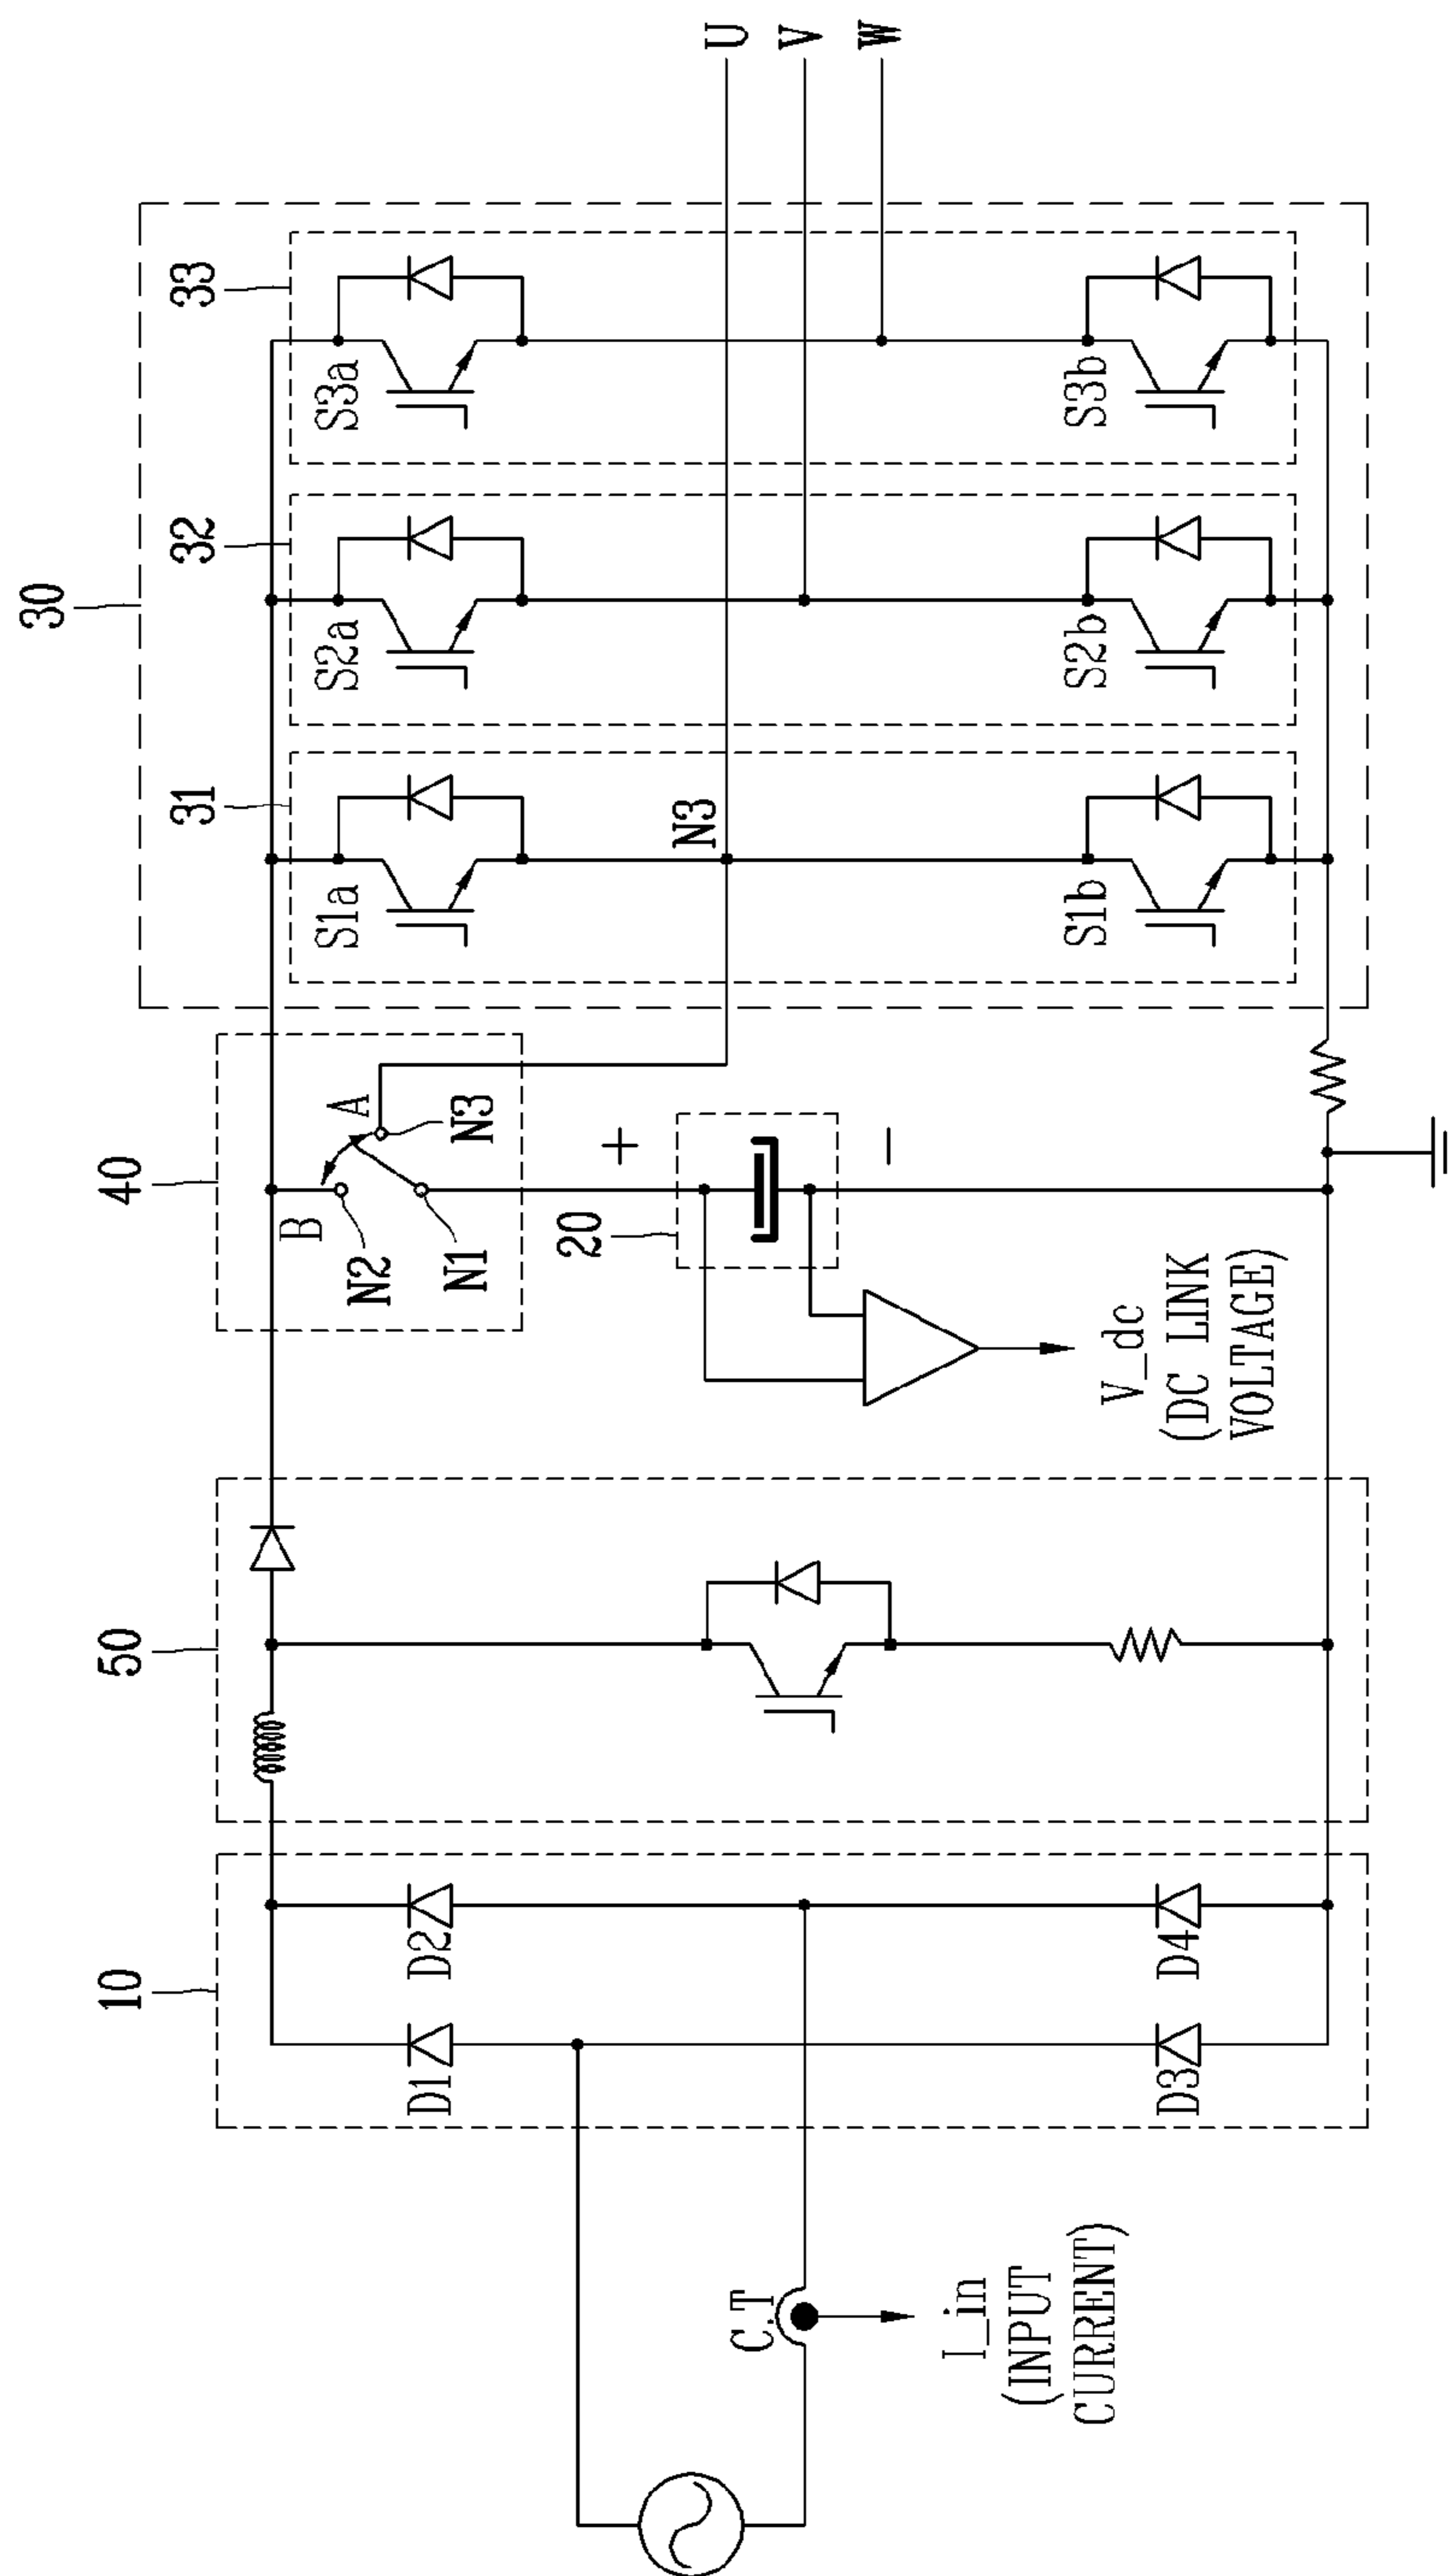 30
31
32
33
40
50
10
20
S1a
S2a
S3a
S1b
S2b
S3b
N3
U
V
W
A
B
N2
N1
N3
+
−
V_dc
(DC LINK
VOLTAGE)
D1
D2
D3
D4
C.T
I_in
(INPUT
CURRENT)